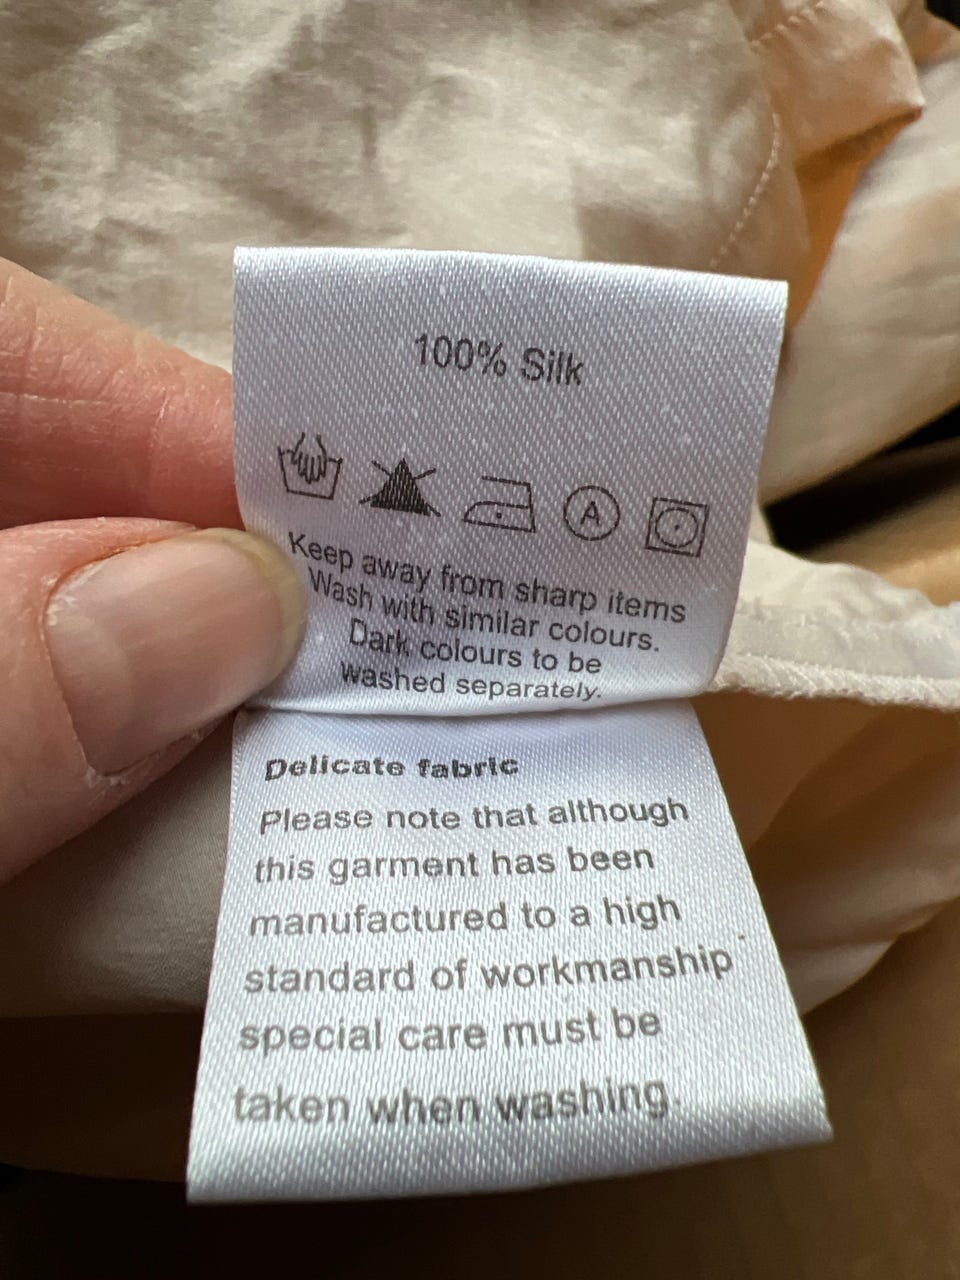 100% Silk
A
Keep away from sharp items
Wash with similar colours.
Dark colours to be
washed separately.
Delicate fabric
Please note that although
this garment has been
manufactured to a high
standard of workmanship
special care must be
taken when washing.